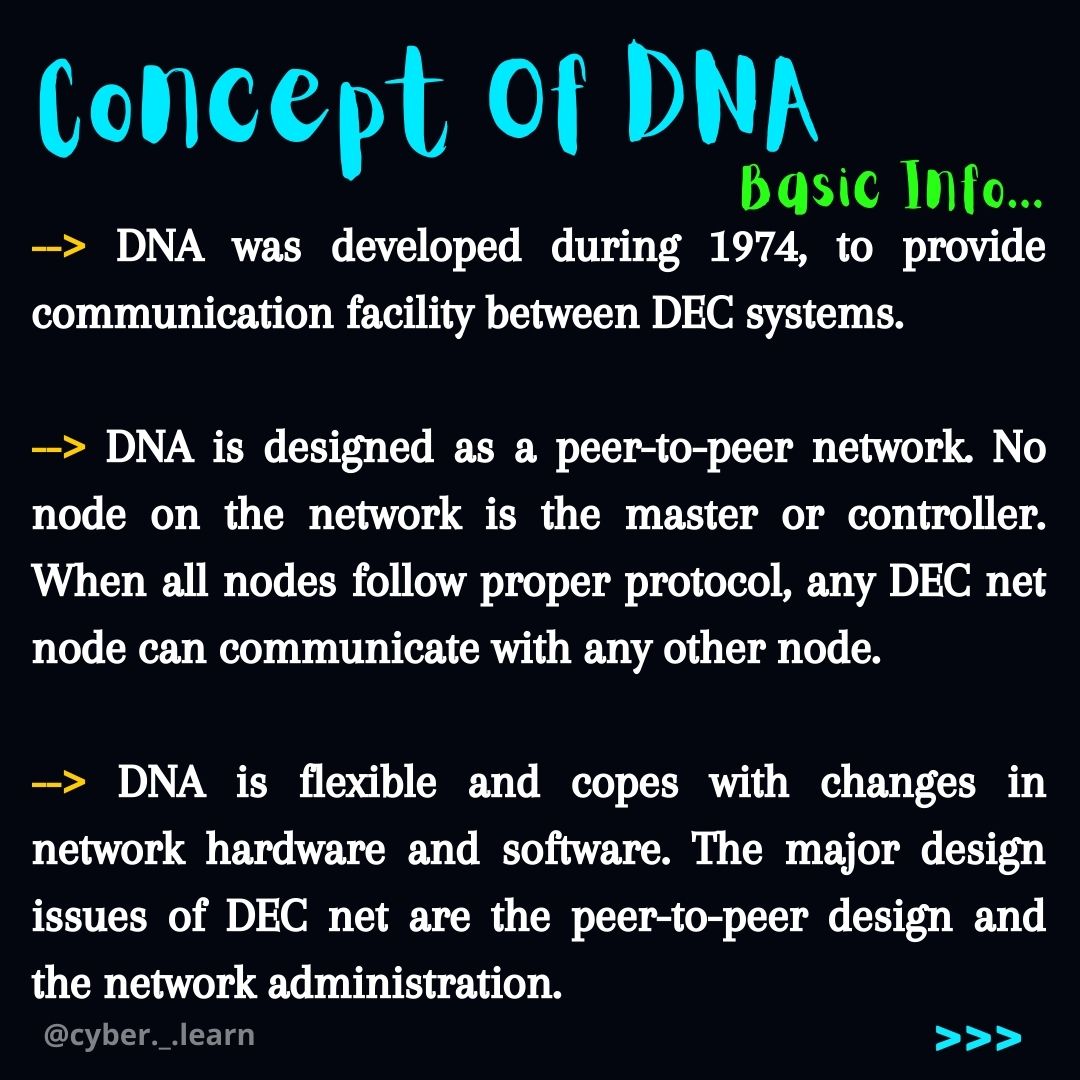 Concept Of DNA
Basic Info...
--> DNA was developed during 1974, to provide
communication facility between DEC systems.
--> DNA is designed as a peer-to-peer network. No
node on the network is the master or controller.
When all nodes follow proper protocol, any DEC net
node can communicate with any other node.
--> DNA is flexible and copes with changes in
network hardware and software. The major design
issues of DEC net are the peer-to-peer design and
the network administration.
@cyber._.learn
>>>